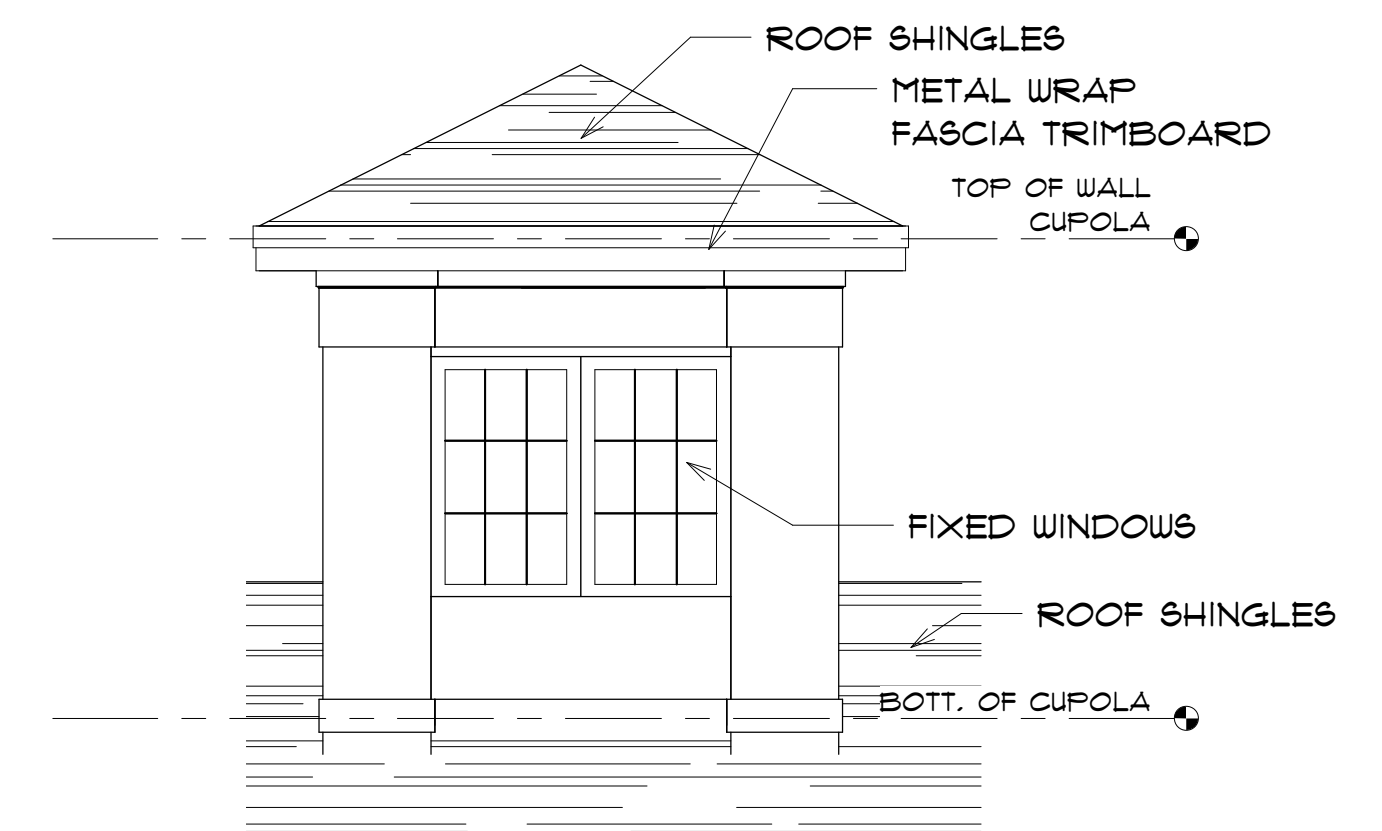 ROOF SHINGLES
METAL WRAP
FASCIA TRIMBOARD
TOP OF WALL
CUPOLA
FIXED WINDOWS
ROOF SHINGLES
BOTT. OF CUPOLA